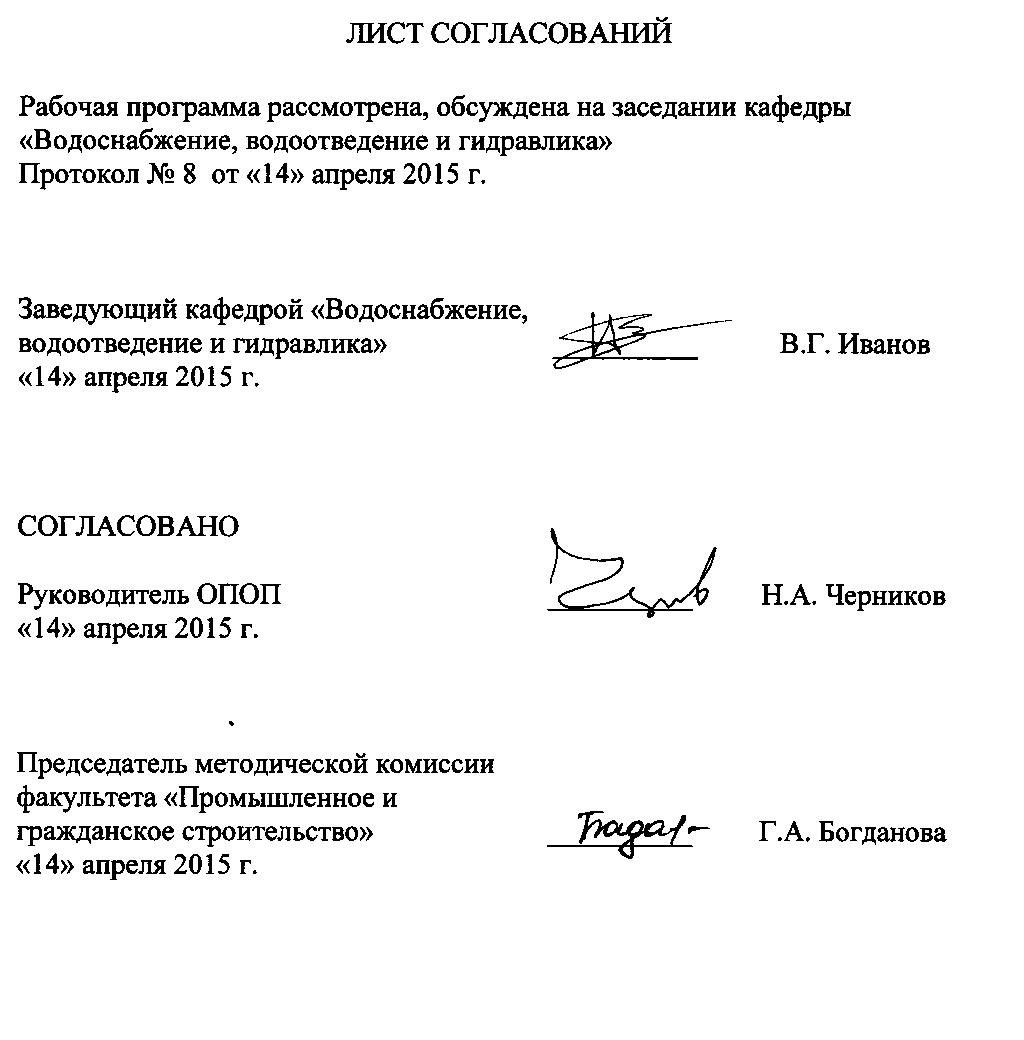 ЛИСТ СОГЛАСОВАНИЙ
Рабочая программа рассмотрена, обсуждена на заседании кафедры
«Водоснабжение, водоотведение и гидравлика»
Протокол № 8 от «14» апреля 2015 г.
Заведующий кафедрой «Водоснабжение,
водоотведение и гидравлика» В.Г. Иванов
«14» апреля 2015 г.
СОГЛАСОВАНО
Руководитель ОПОП Н.А. Черников
«14» апреля 2015 г.
Председатель методической комиссии
факультета «Промышленное и
гражданское строительство» Г.А. Богданова
«14» апреля 2015 г.